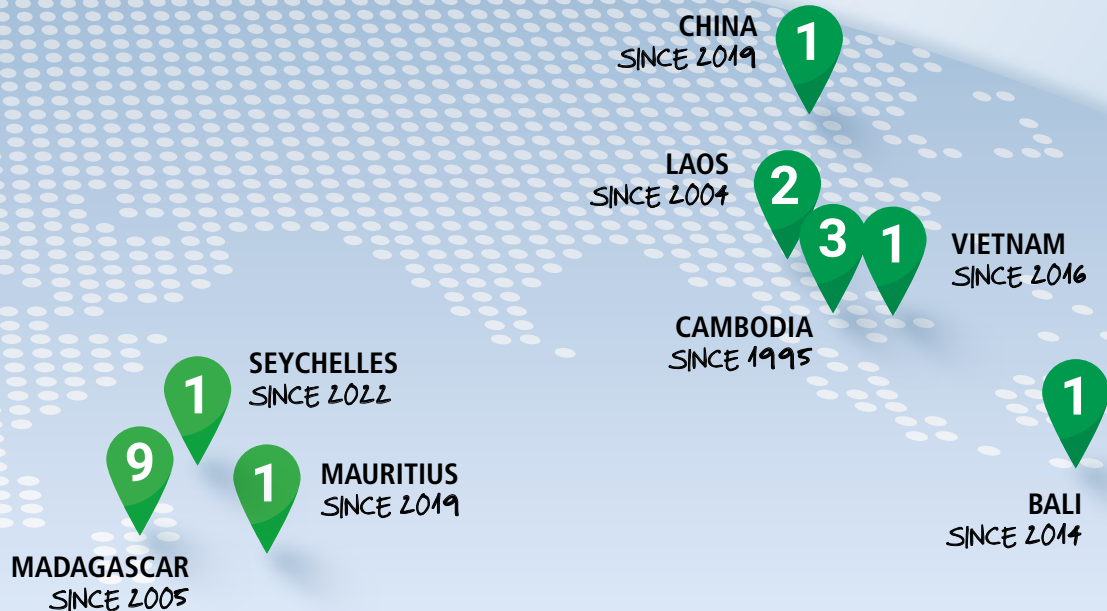 CHINA
SINCE 2019
1
LAOS
SINCE 2004
2
3
1
VIETNAM
SINCE 2016
CAMBODIA
SINCE 1995
SEYCHELLES
SINCE 2022
1
1
BALI
SINCE 2014
9
1
MAURITIUS
SINCE 2019
MADAGASCAR
SINCE 2005